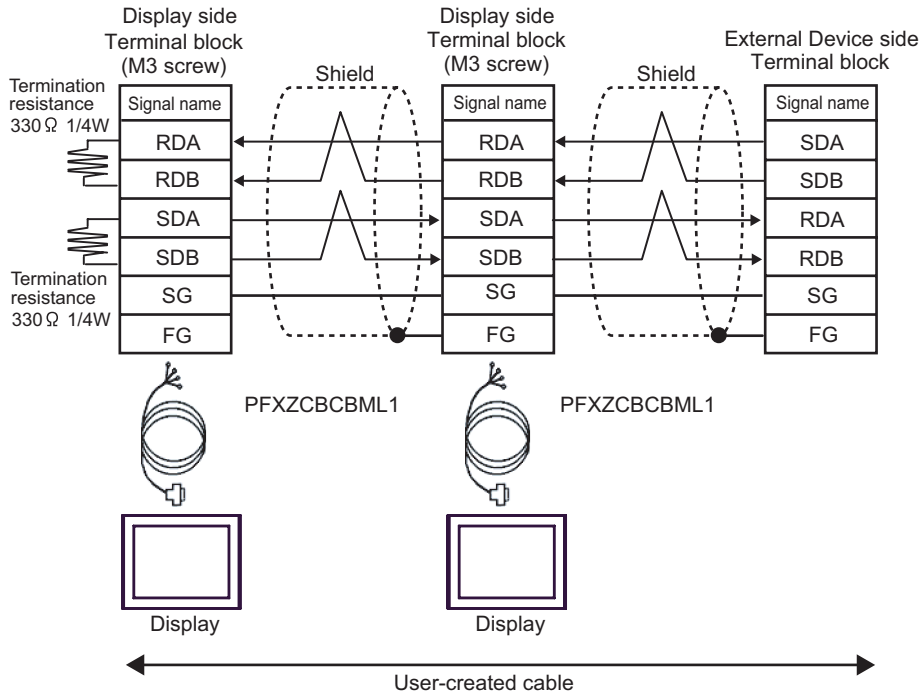 Display side
Terminal block
(M3 screw)
Display side
Terminal block
(M3 screw)
External Device side
Terminal block
Shield
Shield
Termination
resistance
330 Ω 1/4W
Signal name
RDA
RDB
SDA
SDB
SG
FG
Signal name
RDA
RDB
SDA
SDB
SG
FG
Signal name
SDA
SDB
RDA
RDB
SG
FG
Termination
resistance
330 Ω 1/4W
PFXZCBCBML1
PFXZCBCBML1
Display
Display
User-created cable